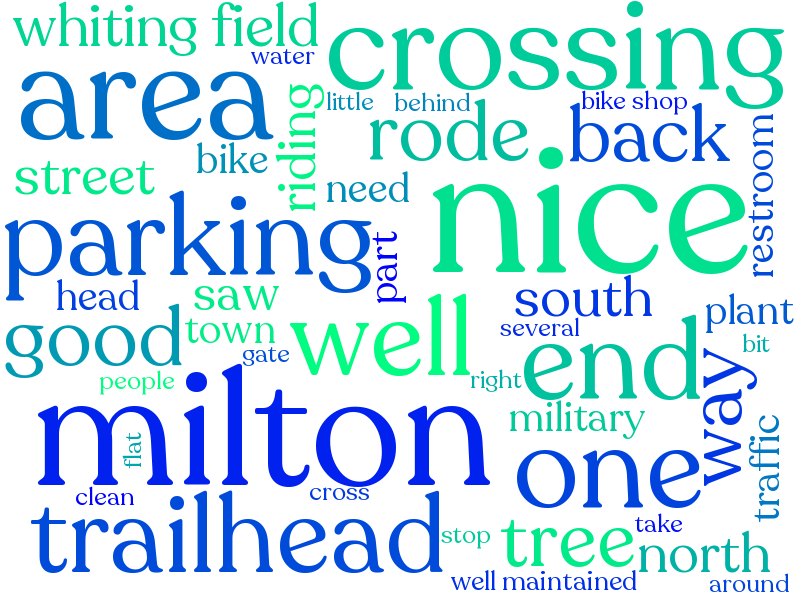 whiting field
crossing
water
area
little
behind
bike shop
riding
rode
back
restroom
bike
street
need
nice
parking
part
head
saw
south
plant
good
town
well
several
gate
end
bit
people
right
way
milton
military
flat
one
traffic
clean
cross
trailhead
stop
tree
take
north
well maintained
around